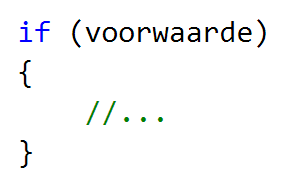 if (voorwaarde)
{
    //...
}